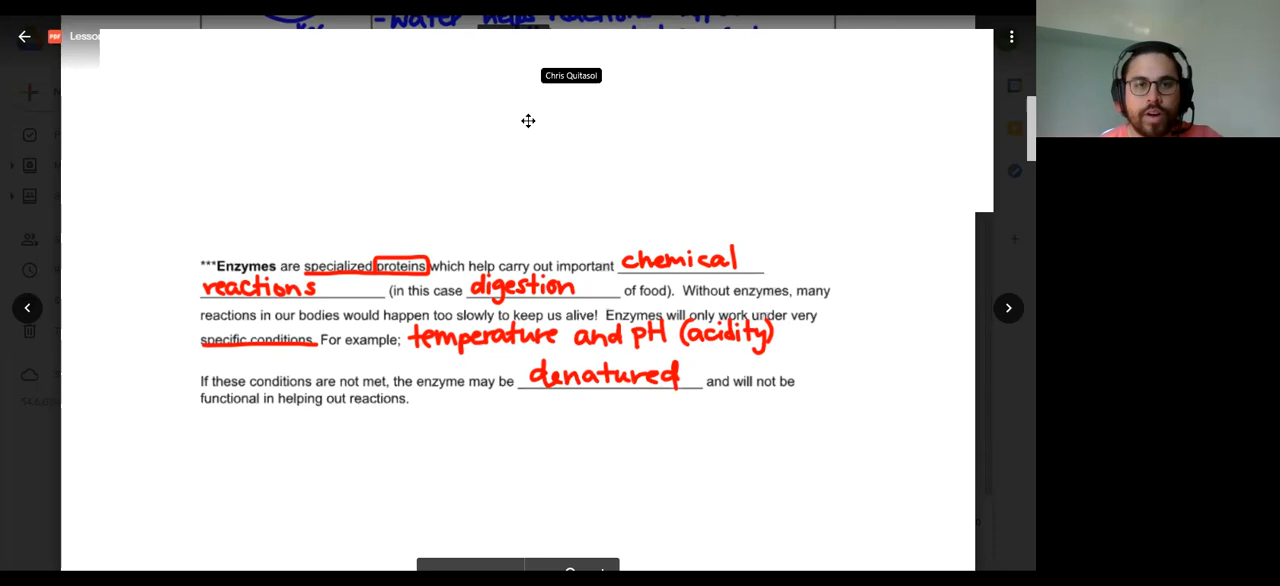 - water helps
Lesso
Chris Quitasol
***Enzymes are specialized proteins which help carry out important chemical
reactions (in this case digestion of food). Without enzymes, many
reactions in our bodies would happen too slowly to keep us alive! Enzymes will only work under very
specific conditions. For example; temperature and pH (acidity)
If these conditions are not met, the enzyme may be denatured and will not be
functional in helping out reactions.